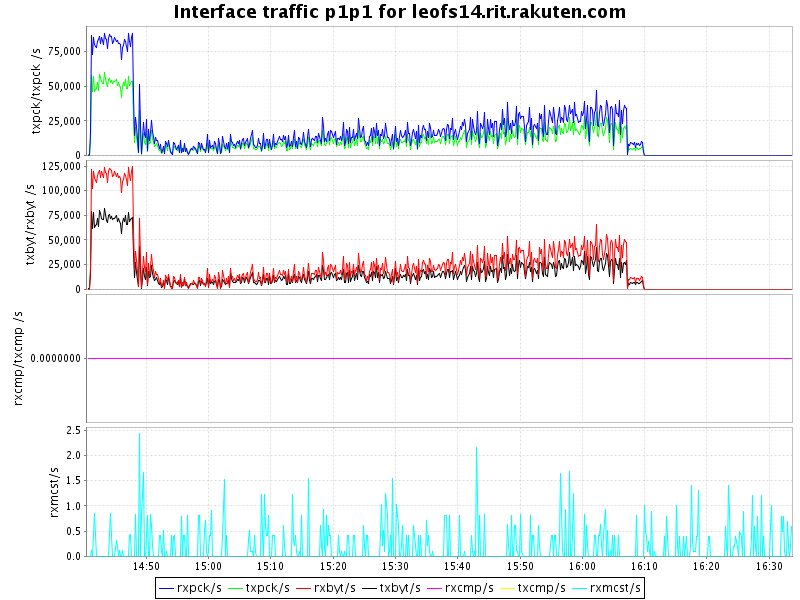 Interface traffic p1p1 for leofs14.rit.rakuten.com
txpck/txpck /s
75,000
50,000
25,000
0
txbyt/rxbyt /s
125,000
100,000
75,000
50,000
25,000
0
rxcmp/txcmp /s
0.0000000
rxmcst/s
2.5
2.0
1.5
1.0
0.5
0.0
14:50 15:00 15:10 15:20 15:30 15:40 15:50 16:00 16:10 16:20 16:30
rxpck/s txpck/s rxbyt/s txbyt/s rxcmp/s txcmp/s rxmcst/s